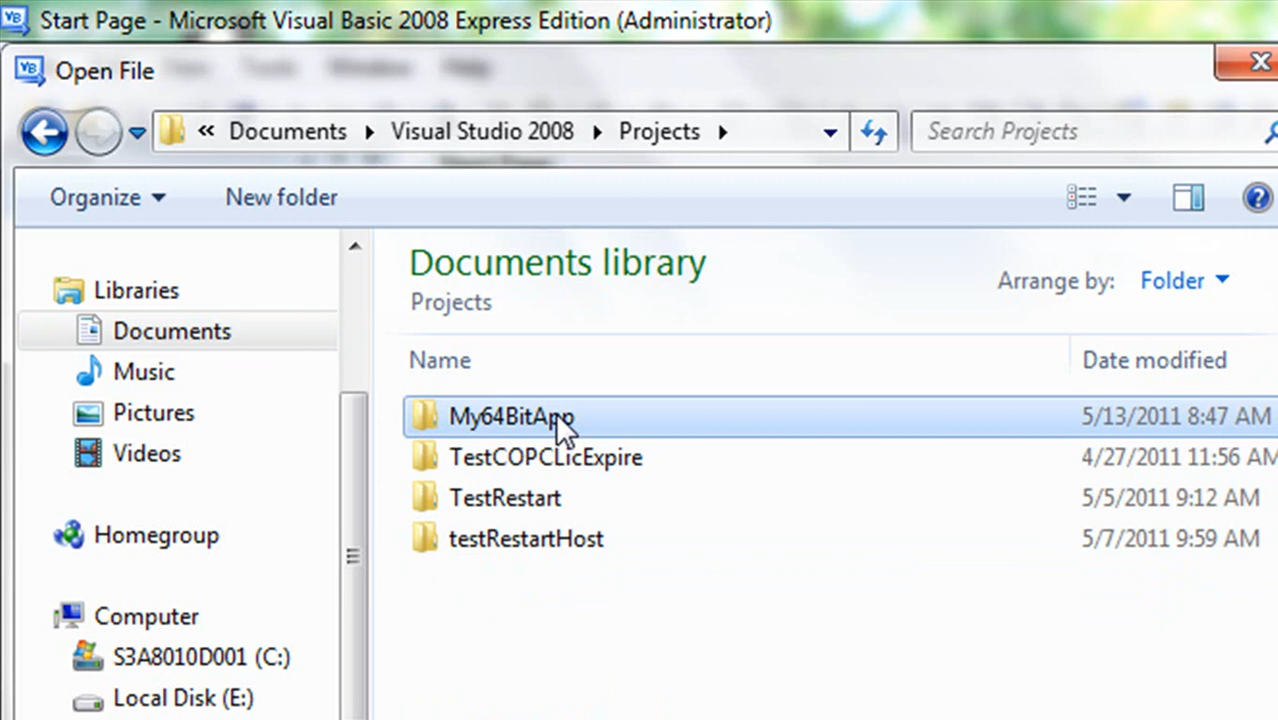 Start Page - Microsoft Visual Basic 2008 Express Edition (Administrator)
Open File
Tools Window Help
« Documents Visual Studio 2008 Projects Search Projects
Organize New folder
Documents library
Projects
Arrange by: Folder
Libraries
Documents
Music
Pictures
Videos
Homegroup
Computer
S3A8010D001 (C:)
Local Disk (E:)
Name Date modified
My64BitApp 5/13/2011 8:47 AM
TestCOPCLicExpire 4/27/2011 11:56 AM
TestRestart 5/5/2011 9:12 AM
testRestartHost 5/7/2011 9:59 AM